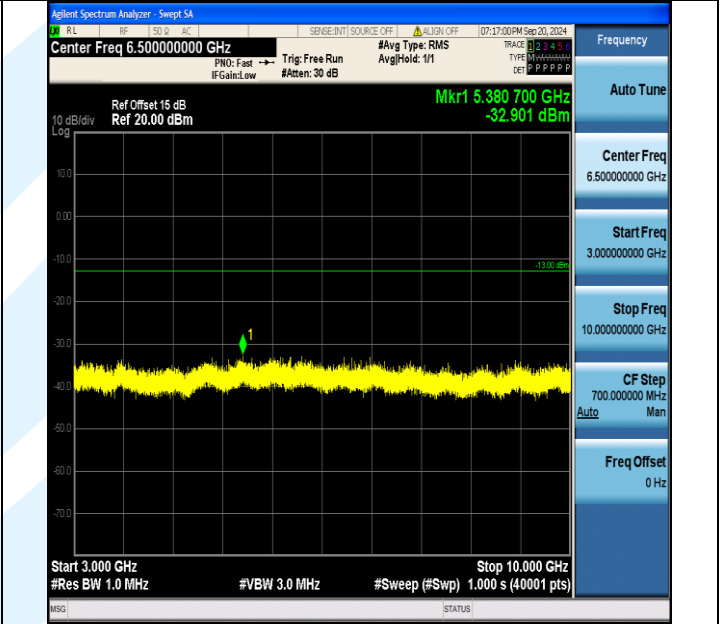 Agilent Spectrum Analyzer - Swept SA
RL RF 50 Ω AC SENSE:INT SOURCE OFF ALIGN OFF 07:17:00PM Sep 20, 2024
Center Freq 6.500000000 GHz
PNO: Fast
IFGain:Low
Trig: Free Run
#Atten: 30 dB
#Avg Type: RMS
Avg|Hold: 1/1
TRACE 1 2 3 4 5 6
TYPE M
DET P P P P P P
Frequency
Mkr1 5.380 700 GHz
-32.901 dBm
Ref Offset 15 dB
10 dB/div Ref 20.00 dBm
Log
10.0
0.00
-10.0
-13.00 dBm
-20.0
-30.0
1
-40.0
-50.0
-60.0
-70.0
Start 3.000 GHz Stop 10.000 GHz
#Res BW 1.0 MHz #VBW 3.0 MHz #Sweep (#Swp) 1.000 s (40001 pts)
MSG STATUS
Auto Tune
Center Freq
6.500000000 GHz
Start Freq
3.000000000 GHz
Stop Freq
10.000000000 GHz
CF Step
700.000000 MHz
Auto Man
Freq Offset
0 Hz